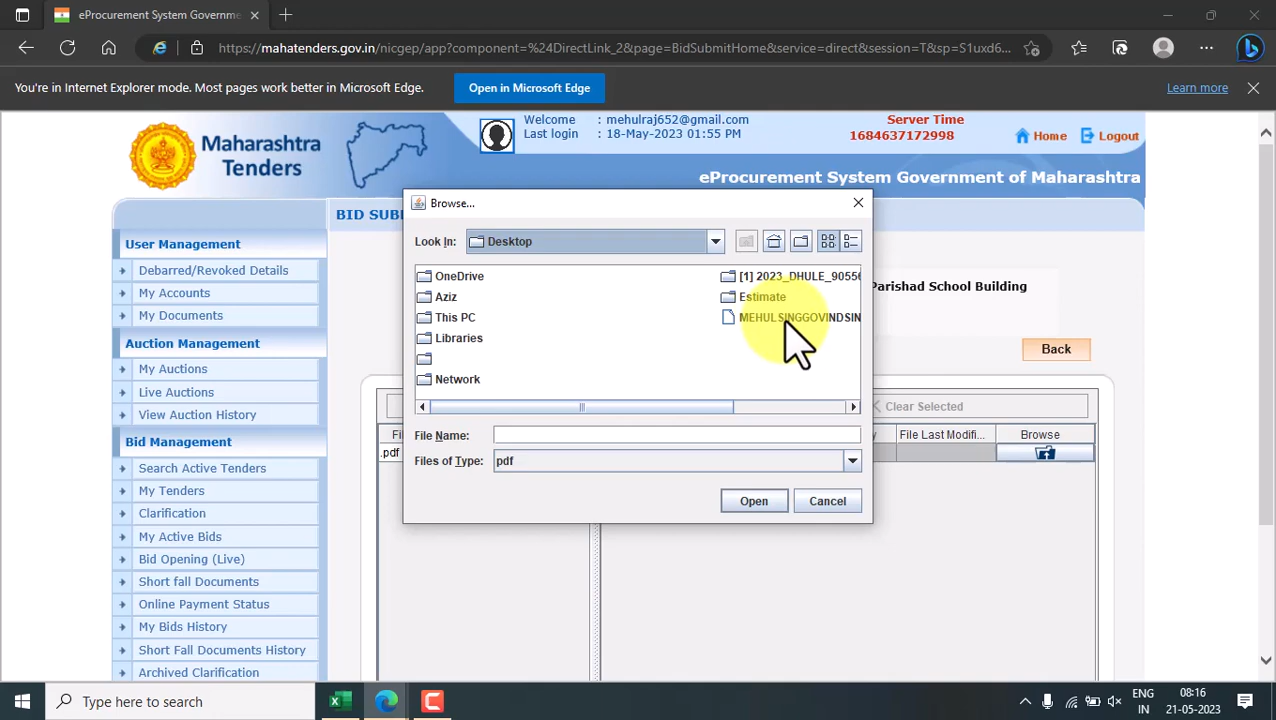 eProcurement System Governme
https://mahatenders.gov.in/nicgep/app?component=%24DirectLink_2&page=BidSubmitHome&service=direct&session=T&sp=S1uxd6...
You're in Internet Explorer mode. Most pages work better in Microsoft Edge.
Open in Microsoft Edge
Learn more
Maharashtra
Tenders
Welcome : mehulraj652@gmail.com
Last login : 18-May-2023 01:55 PM
Server Time
1684637172998
Home
Logout
eProcurement System Government of Maharashtra
User Management
Debarred/Revoked Details
My Accounts
My Documents
Auction Management
My Auctions
Live Auctions
View Auction History
Bid Management
Search Active Tenders
My Tenders
Clarification
My Active Bids
Bid Opening (Live)
Short fall Documents
Online Payment Status
My Bids History
Short Fall Documents History
Archived Clarification
BID SUB
Parishad School Building
Back
Clear Selected
File Last Modifi...
Browse
.pdf
Browse...
Look In: Desktop
OneDrive
Aziz
This PC
Libraries
Network
[1] 2023_DHULE_9055
Estimate
MEHULSINGGOVINDSIN
File Name:
Files of Type: pdf
Open
Cancel
Type here to search
ENG
IN
08:16
21-05-2023